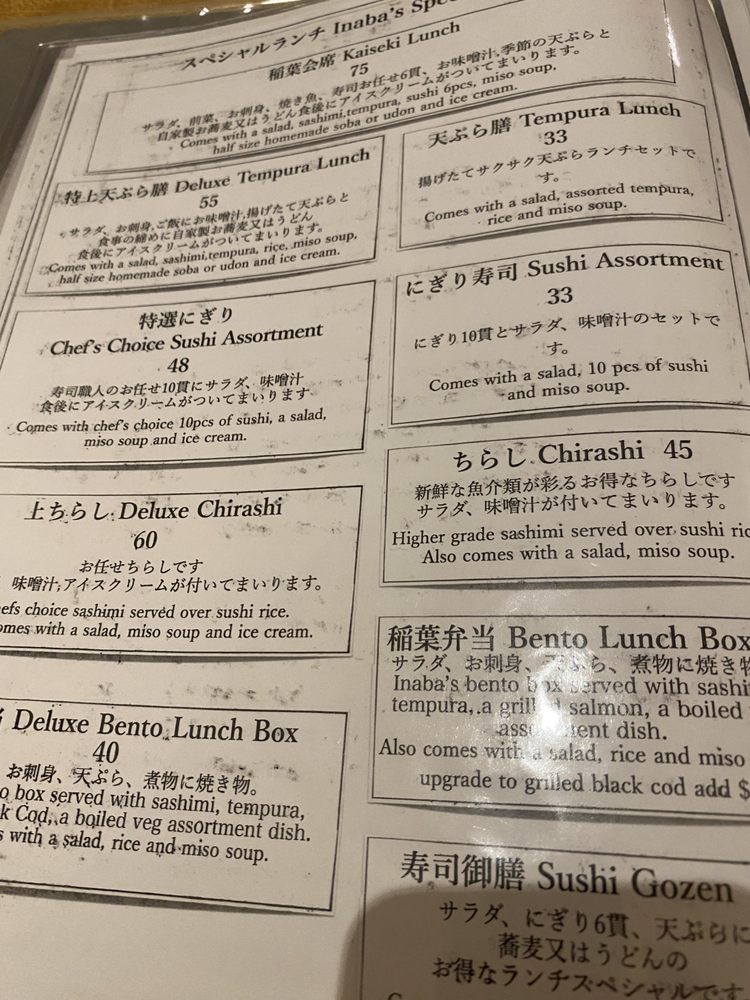 スペシャルランチ Inaba's
稲葉会席 Kaiseki Lunch
75
サラダ、前菜、お刺身、焼き魚、寿司お任せ6貫、お味噌汁,季節の天ぷらと
自家製お蕎麦又はうどん食後にアイスクリームがついてまいります。
Comes with a salad, sashimi,tempura, sushi 6pcs, miso soup,
half size homemade soba or udon and ice cream.
特上天ぷら膳 Deluxe Tempura Lunch
55
サラダ、お刺身,ご飯にお味噌汁,揚げたて天ぷらと
食事の締めに自家製お蕎麦又はうどん
食後にアイスクリームがついてまいります。
Comes with a salad, sashimi,tempura, rice, miso soup,
half size homemade soba or udon and ice cream.
天ぷら膳 Tempura Lunch
33
揚げたてサクサク天ぷらランチセットで
す。
Comes with a salad, assorted tempura,
rice and miso soup.
特選にぎり
Chef's Choice Sushi Assortment
48
寿司職人のお任せ10貫にサラダ、味噌汁
食後にアイスクリームがついてまいります
Comes with chef's choice 10pcs of sushi, a salad,
miso soup and ice cream.
にぎり寿司 Sushi Assortment
33
にぎり10貫とサラダ、味噌汁のセットで
す。
Comes with a salad, 10 pcs of sushi
and miso soup.
上ちらし Deluxe Chirashi
60
お任せちらしです
味噌汁,アイスクリームが付いてまいります。
efs choice sashimi served over sushi rice.
omes with a salad, miso soup and ice cream.
ちらし Chirashi 45
新鮮な魚介類が彩るお得なちらしです
サラダ、味噌汁が付いてまいります。
Higher grade sashimi served over sushi ric
Also comes with a salad, miso soup.
Deluxe Bento Lunch Box
40
お刺身、天ぷら、煮物に焼き物。
o box served with sashimi, tempura,
k Cod, a boiled veg assortment dish.
s with a salad, rice and miso soup.
稲葉弁当 Bento Lunch Box
サラダ、お刺身、天ぷら、煮物に焼き物
Inaba's bento box served with sashi
tempura, a grilled salmon, a boiled
assortment dish.
Also comes with a salad, rice and miso
upgrade to grilled black cod add $
寿司御膳 Sushi Gozen
サラダ、にぎり6貫、天ぷらに
蕎麦又はうどんの
お得なランチスペシャルです